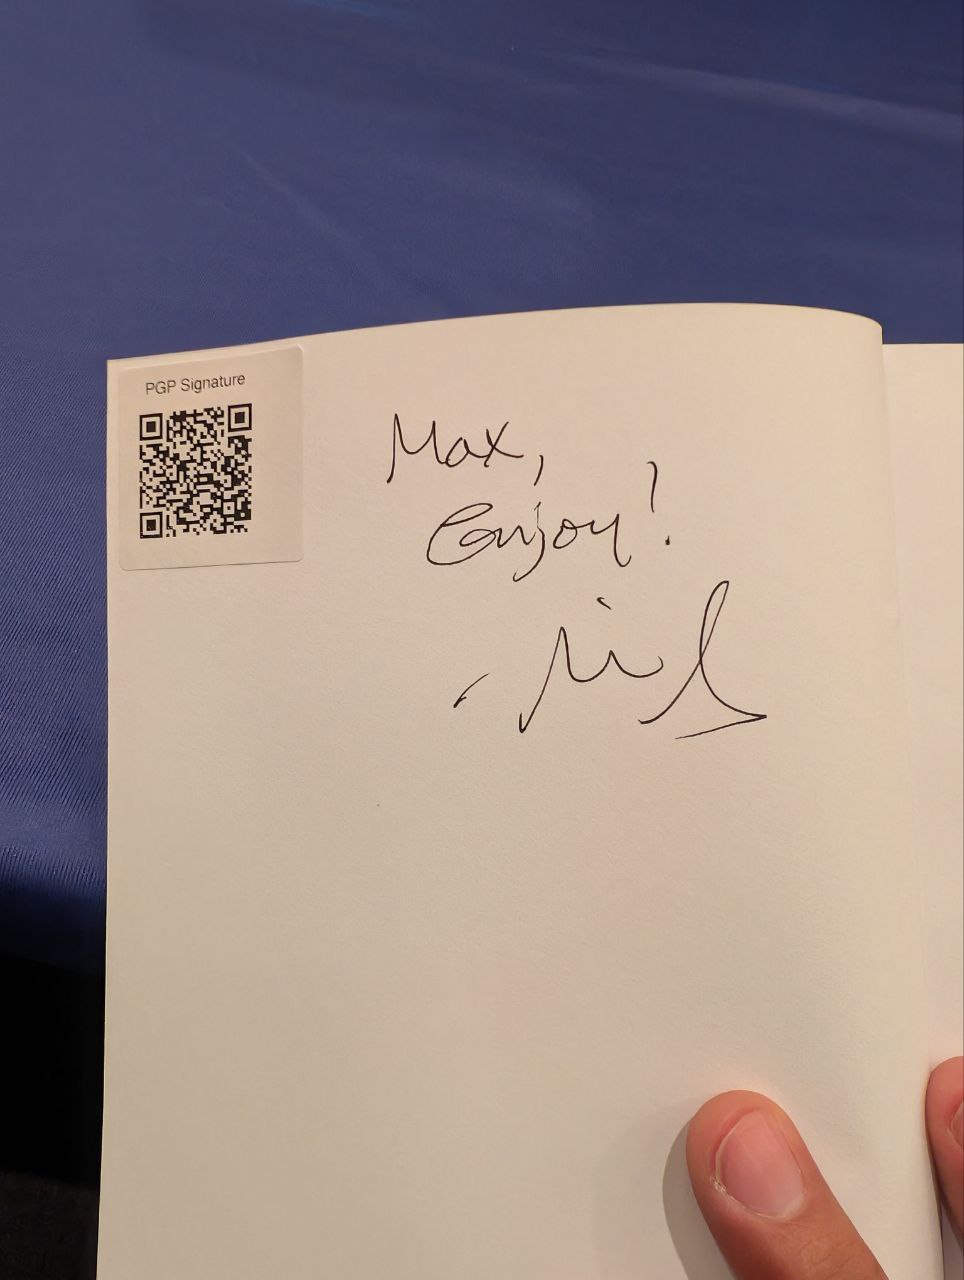 PGP Signature
Max,
Enjoy!